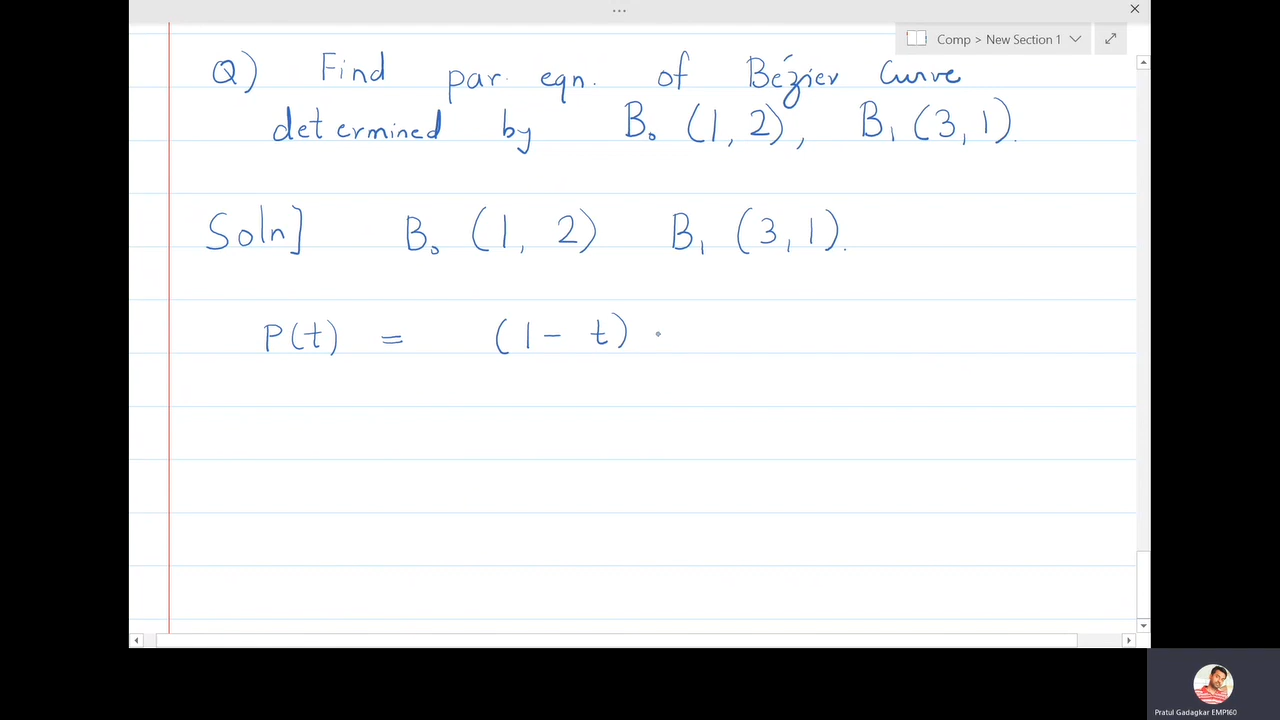 ...
Comp > New Section 1
Q) Find par. eqn. of Bézier Curve
determined by B₀ (1, 2), B₁ (3, 1).
Soln] B₀ (1, 2) B₁ (3, 1).
P(t) = (1 - t) ·
Pratul Gadagkar EMP160